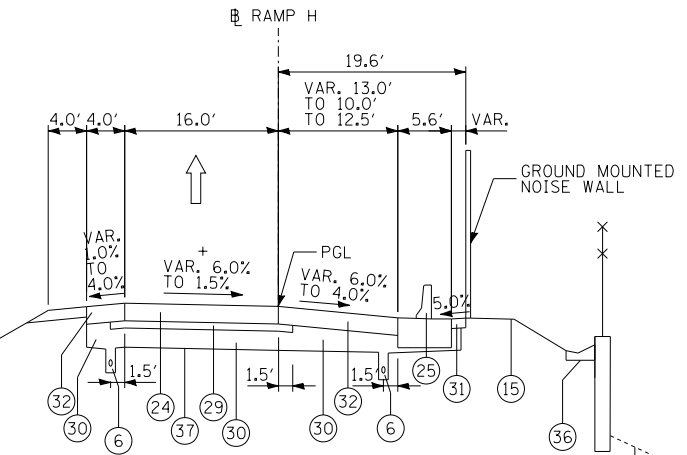 ℄ RAMP H
19.6'
VAR. 13.0'
TO 10.0'
TO 12.5'
4.0' 4.0' 16.0' 5.6' VAR.
GROUND MOUNTED
NOISE WALL
VAR.
1.0%
TO
4.0%
+
VAR. 6.0%
TO 1.5%
PGL
VAR. 6.0%
TO 4.0%
5.0%
1.5' 1.5' 1.5'
32 30 6 24 37 29 30 30 32 6 25 31 15 36